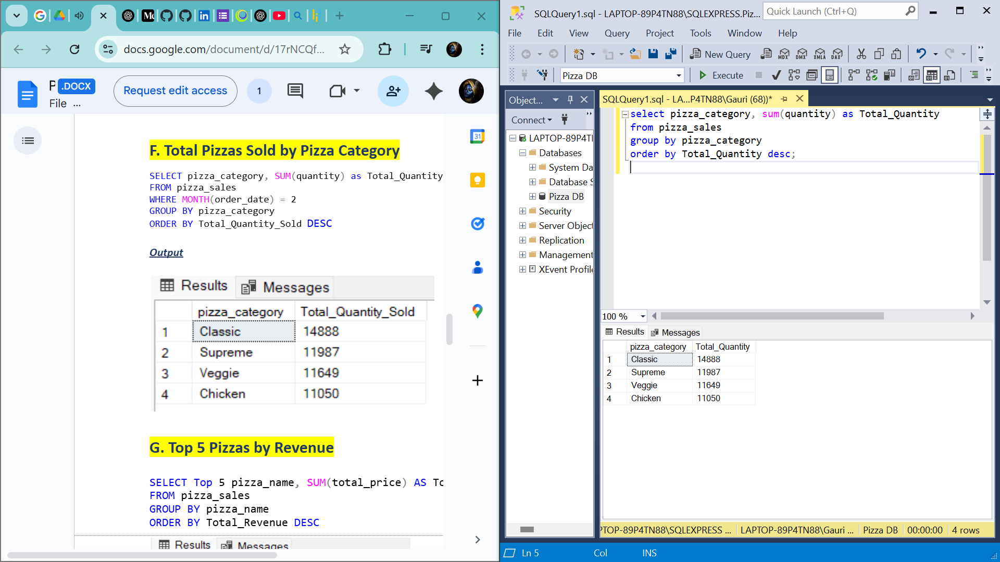 docs.google.com/document/d/17rNCQf...
.DOCX
File ...
Request edit access
1
31
F. Total Pizzas Sold by Pizza Category
SELECT pizza_category, SUM(quantity) as Total_Quantity
FROM pizza_sales
WHERE MONTH(order_date) = 2
GROUP BY pizza_category
ORDER BY Total_Quantity_Sold DESC
Output
Results Messages
pizza_category Total_Quantity_Sold
1 Classic 14888
2 Supreme 11987
3 Veggie 11649
4 Chicken 11050
G. Top 5 Pizzas by Revenue
SELECT Top 5 pizza_name, SUM(total_price) AS To
FROM pizza_sales
GROUP BY pizza_name
ORDER BY Total_Revenue DESC
Results Messages
SQLQuery1.sql - LAPTOP-89P4TN88\SQLEXPRESS.Piz...
Quick Launch (Ctrl+Q)
File Edit View Query Project Tools Window Help
New Query MDX DMX XMLA DAX
Pizza DB
Execute
Object...
Connect
LAPTOP-89P4T
Databases
System Da
Database S
Pizza DB
Security
Server Object
Replication
Management
XEvent Profile
SQLQuery1.sql - LA...P4TN88\Gauri (68))*
select pizza_category, sum(quantity) as Total_Quantity
from pizza_sales
group by pizza_category
order by Total_Quantity desc;
100 %
Results Messages
pizza_category Total_Quantity
1 Classic 14888
2 Supreme 11987
3 Veggie 11649
4 Chicken 11050
PTOP-89P4TN88\SQLEXPRESS ... LAPTOP-89P4TN88\Gauri ... Pizza DB 00:00:00 4 rows
Ln 5 Col INS